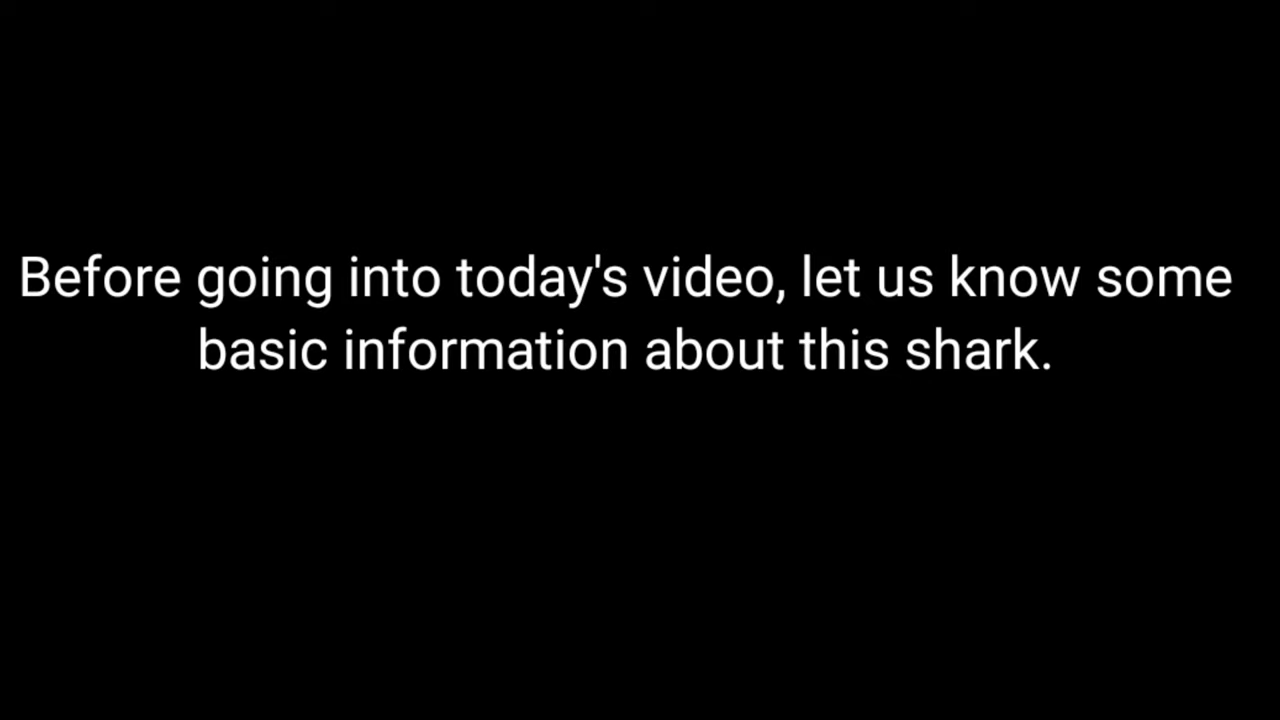 Before going into today's video, let us know some
basic information about this shark.